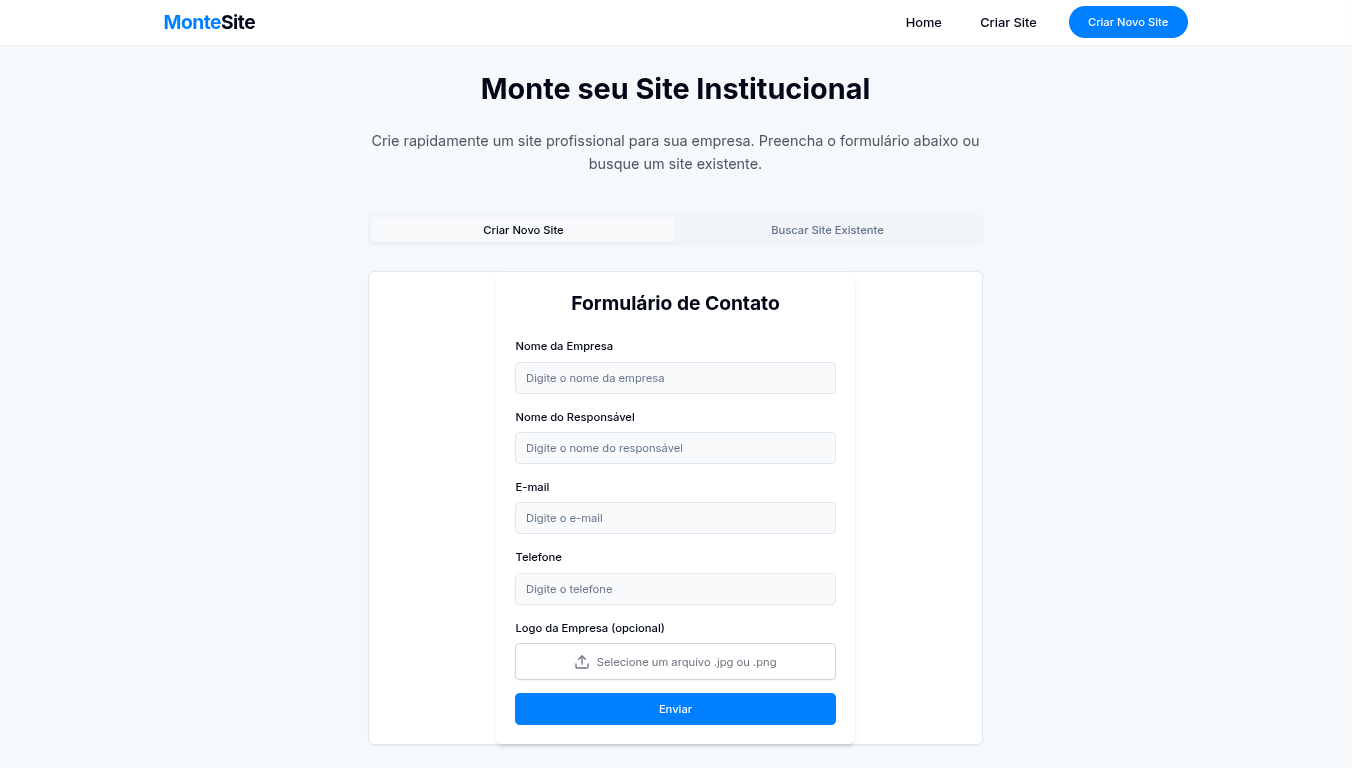 MonteSite
Home
Criar Site
Criar Novo Site
Monte seu Site Institucional
Crie rapidamente um site profissional para sua empresa. Preencha o formulário abaixo ou
busque um site existente.
Criar Novo Site
Buscar Site Existente
Formulário de Contato
Nome da Empresa
Digite o nome da empresa
Nome do Responsável
Digite o nome do responsável
E-mail
Digite o e-mail
Telefone
Digite o telefone
Logo da Empresa (opcional)
Selecione um arquivo .jpg ou .png
Enviar